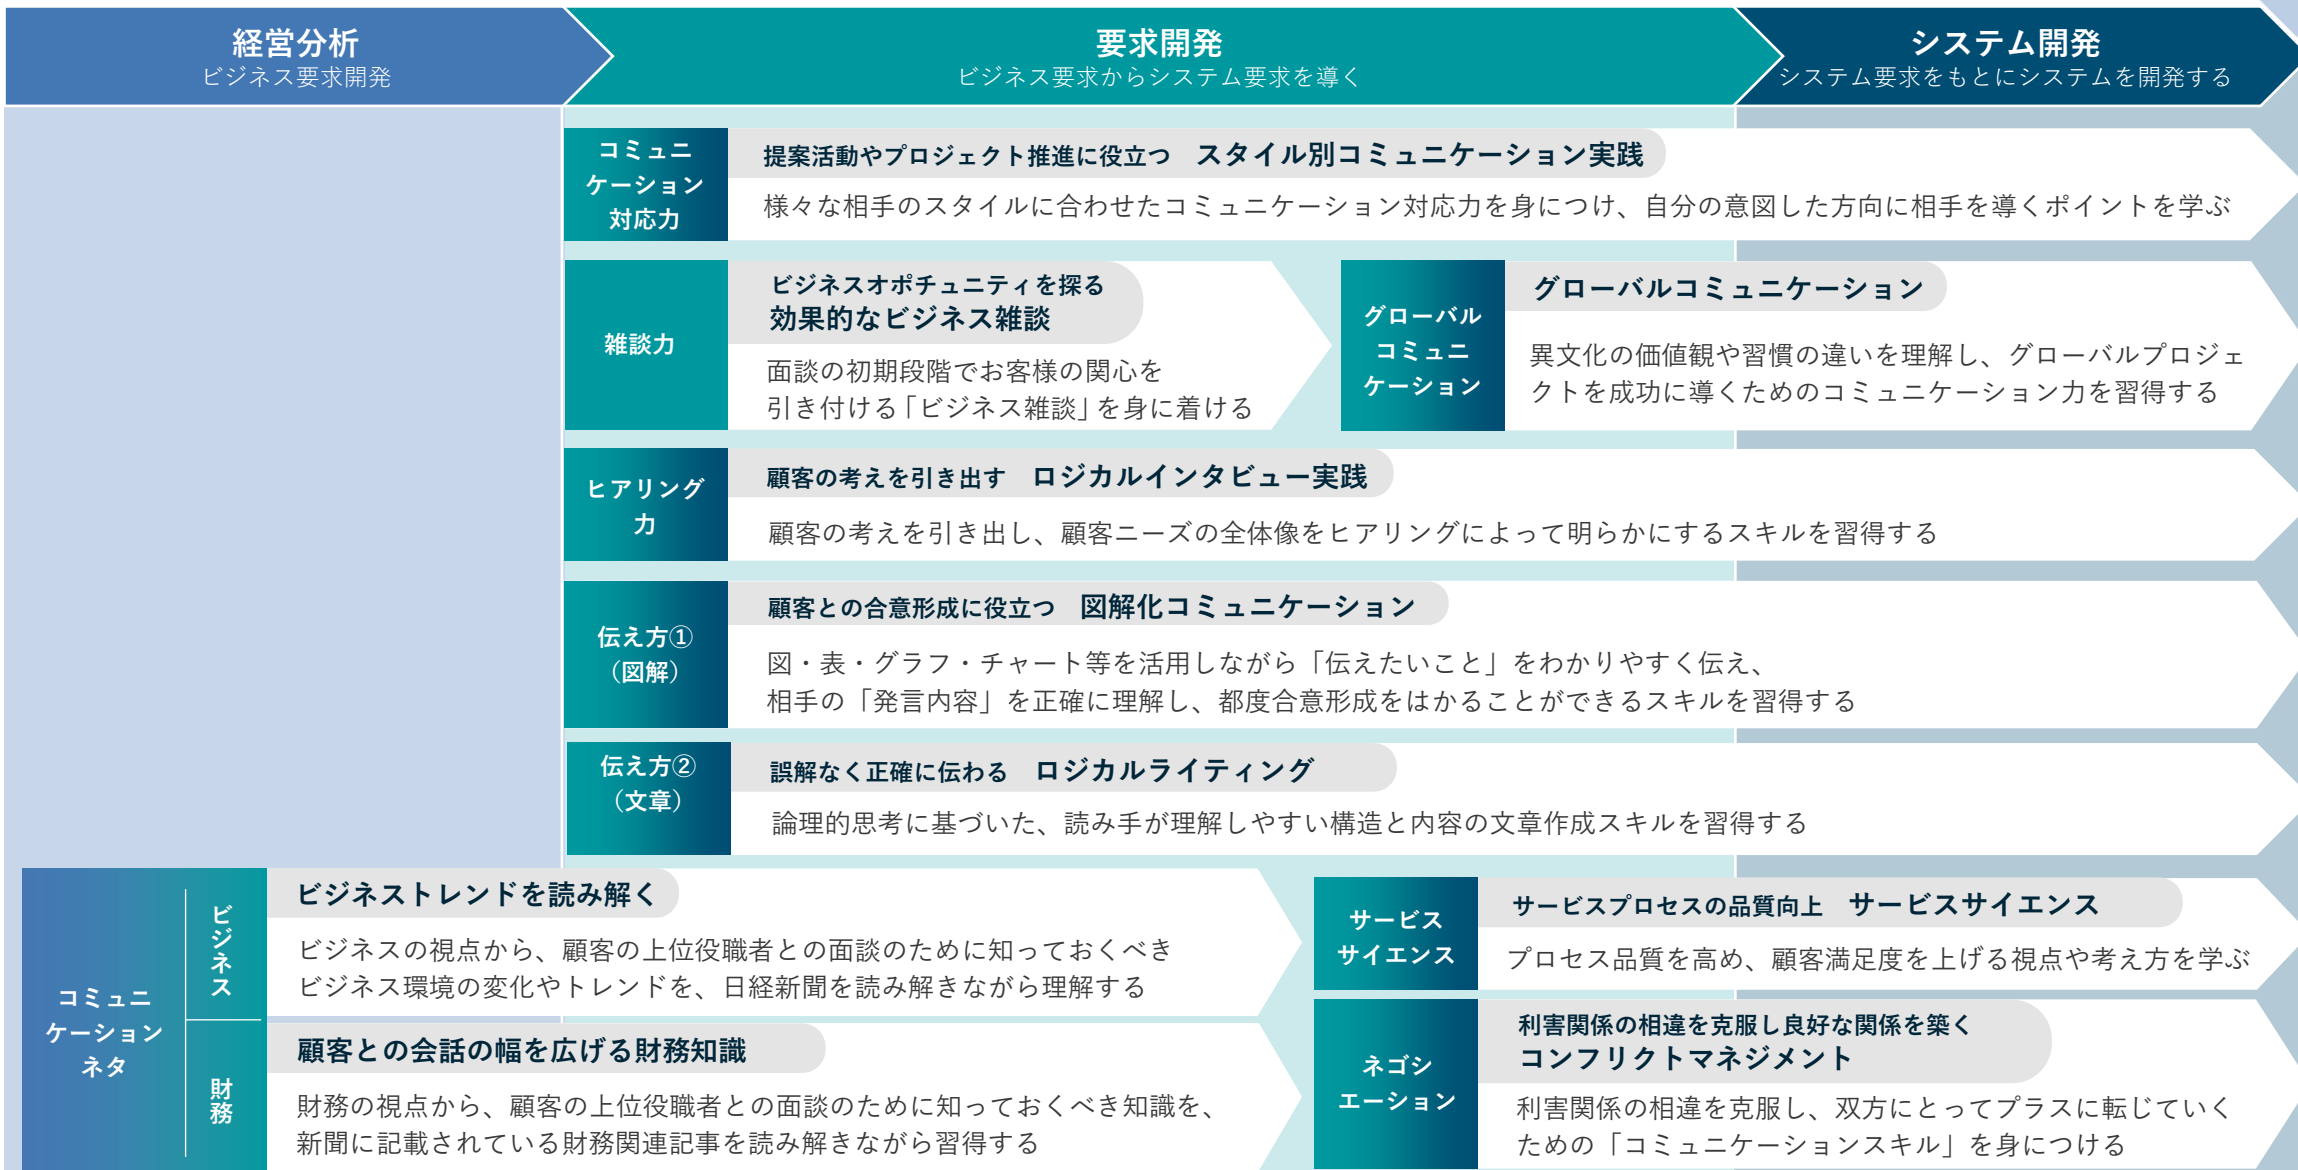 経営分析
ビジネス要求開発
要求開発
ビジネス要求からシステム要求を導く
システム開発
システム要求をもとにシステムを開発する
コミュニ
ケーション
対応力
提案活動やプロジェクト推進に役立つ　スタイル別コミュニケーション実践
様々な相手のスタイルに合わせたコミュニケーション対応力を身につけ、自分の意図した方向に相手を導くポイントを学ぶ
雑談力
ビジネスオポチュニティを探る
効果的なビジネス雑談
面談の初期段階でお客様の関心を
引き付ける「ビジネス雑談」を身に着ける
グローバル
コミュニ
ケーション
グローバルコミュニケーション
異文化の価値観や習慣の違いを理解し、グローバルプロジェ
クトを成功に導くためのコミュニケーション力を習得する
ヒアリング
力
顧客の考えを引き出す　ロジカルインタビュー実践
顧客の考えを引き出し、顧客ニーズの全体像をヒアリングによって明らかにするスキルを習得する
伝え方①
（図解）
顧客との合意形成に役立つ　図解化コミュニケーション
図・表・グラフ・チャート等を活用しながら「伝えたいこと」をわかりやすく伝え、
相手の「発言内容」を正確に理解し、都度合意形成をはかることができるスキルを習得する
伝え方②
（文章）
誤解なく正確に伝わる　ロジカルライティング
論理的思考に基づいた、読み手が理解しやすい構造と内容の文章作成スキルを習得する
コミュニ
ケーション
ネタ
ビジネス
ビジネストレンドを読み解く
ビジネスの視点から、顧客の上位役職者との面談のために知っておくべき
ビジネス環境の変化やトレンドを、日経新聞を読み解きながら理解する
サービス
サイエンス
サービスプロセスの品質向上　サービスサイエンス
プロセス品質を高め、顧客満足度を上げる視点や考え方を学ぶ
財務
顧客との会話の幅を広げる財務知識
財務の視点から、顧客の上位役職者との面談のために知っておくべき知識を、
新聞に記載されている財務関連記事を読み解きながら習得する
ネゴシ
エーション
利害関係の相違を克服し良好な関係を築く
コンフリクトマネジメント
利害関係の相違を克服し、双方にとってプラスに転じていく
ための「コミュニケーションスキル」を身につける